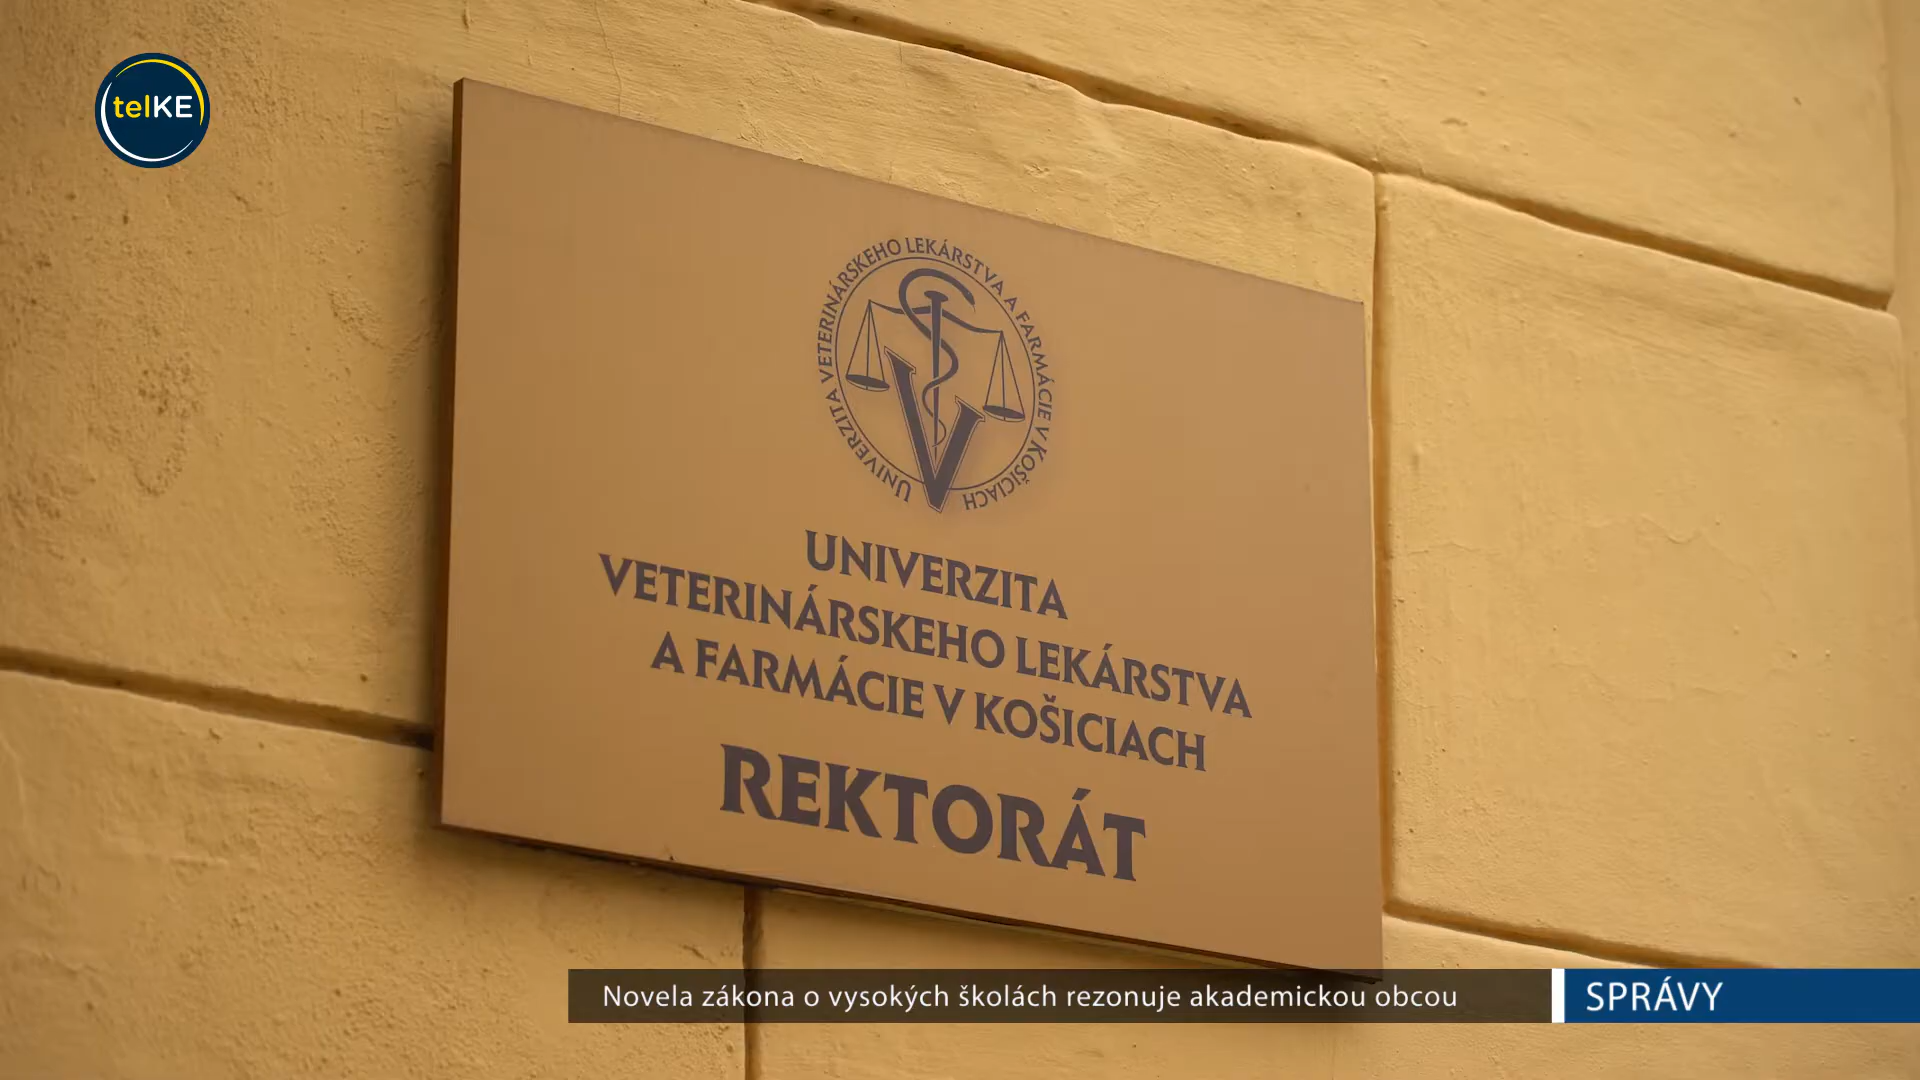 telKE
UNIVERZITA VETERINÁRSKEHO LEKÁRSTVA A FARMÁCIE V KOŠICIACH
V
UNIVERZITA
VETERINÁRSKEHO LEKÁRSTVA
A FARMÁCIE V KOŠICIACH
REKTORÁT
Novela zákona o vysokých školách rezonuje akademickou obcou
SPRÁVY